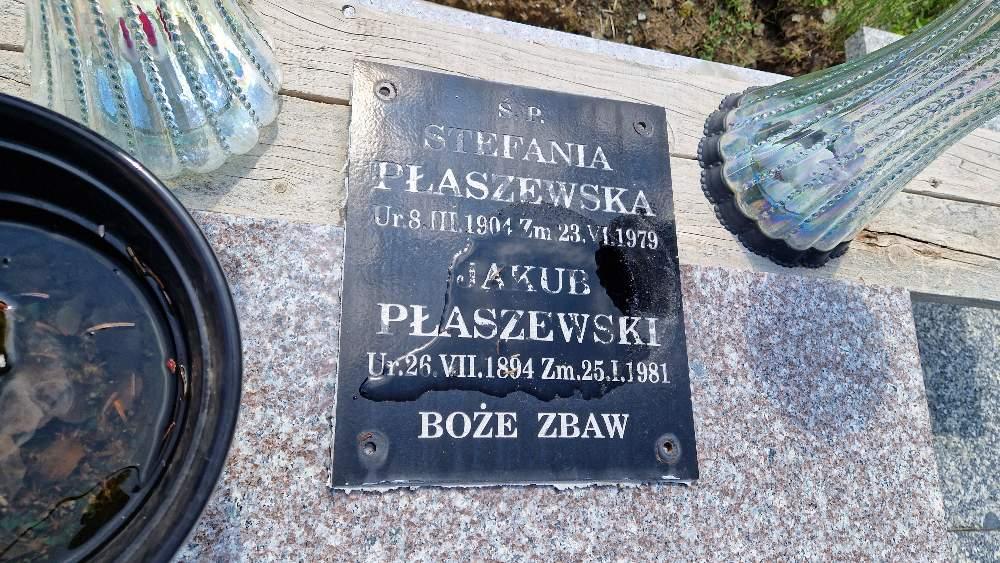 Ś. P.
STEFANIA
PŁASZEWSKA
Ur.8.III.1904 Zm.23.VI.1979
JAKUB
PŁASZEWSKI
Ur.26.VII.1894 Zm.25.I.1981
BOŻE ZBAW